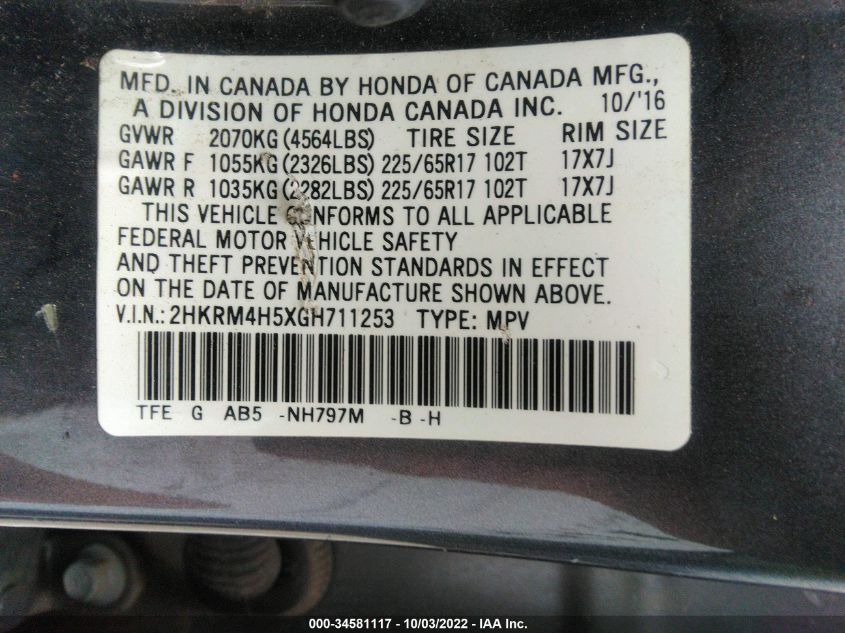 MFD. IN CANADA BY HONDA OF CANADA MFG.,
A DIVISION OF HONDA CANADA INC. 10/'16
GVWR 2070KG (4564LBS) TIRE SIZE RIM SIZE
GAWR F 1055KG (2326LBS) 225/65R17 102T 17X7J
GAWR R 1035KG (2282LBS) 225/65R17 102T 17X7J
THIS VEHICLE CONFORMS TO ALL APPLICABLE
FEDERAL MOTOR VEHICLE SAFETY
AND THEFT PREVENTION STANDARDS IN EFFECT
ON THE DATE OF MANUFACTURE SHOWN ABOVE.
V.I.N.: 2HKRM4H5XGH711253 TYPE: MPV
TFE G AB5 -NH797M -B -H
000-34581117 - 10/03/2022 - IAA Inc.